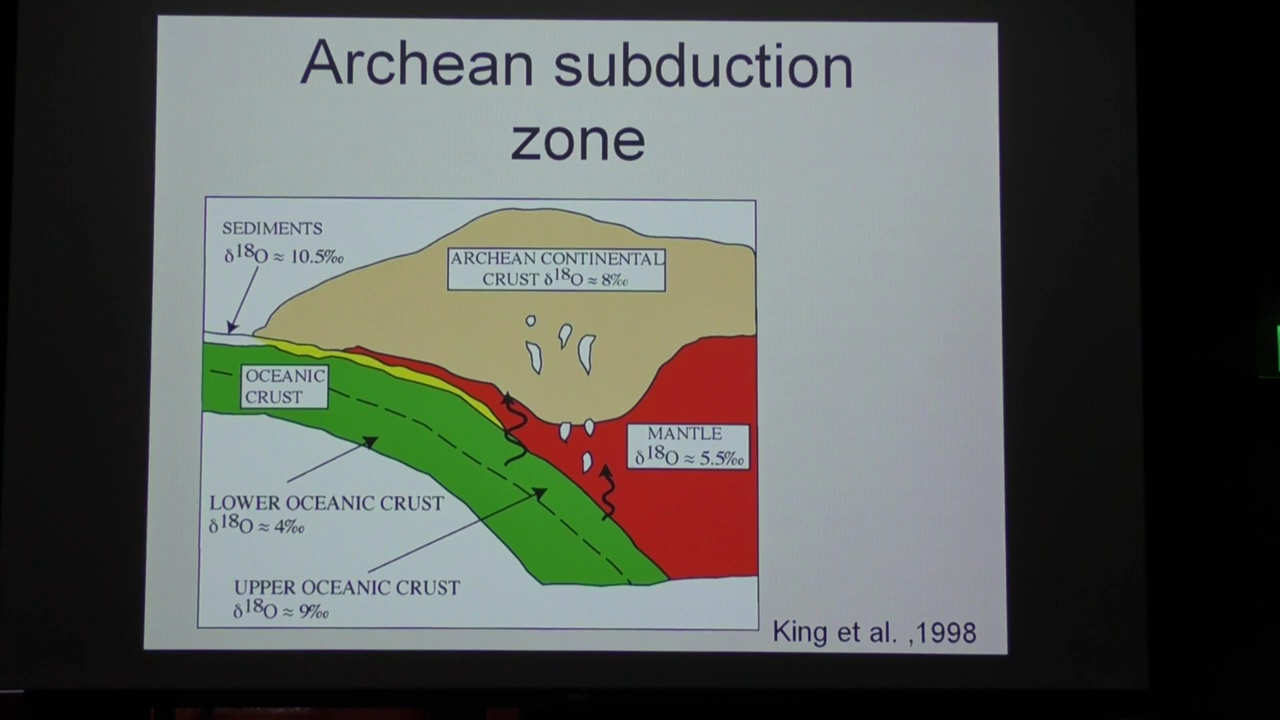 Archean subduction
zone
SEDIMENTS
δ18O ≈ 10.5‰
ARCHEAN CONTINENTAL
CRUST δ18O ≈ 8‰
OCEANIC
CRUST
MANTLE
δ18O ≈ 5.5‰
LOWER OCEANIC CRUST
δ18O ≈ 4‰
UPPER OCEANIC CRUST
δ18O ≈ 9‰
King et al. ,1998